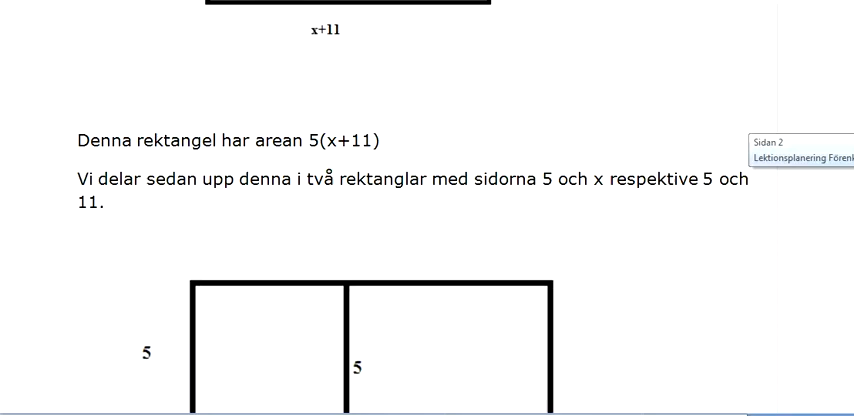 x+11
Denna rektangel har arean 5(x+11)
Sidan 2
Lektionsplanering
Vi delar sedan upp denna i två rektanglar med sidorna 5 och x respektive 5 och
11.
5
5